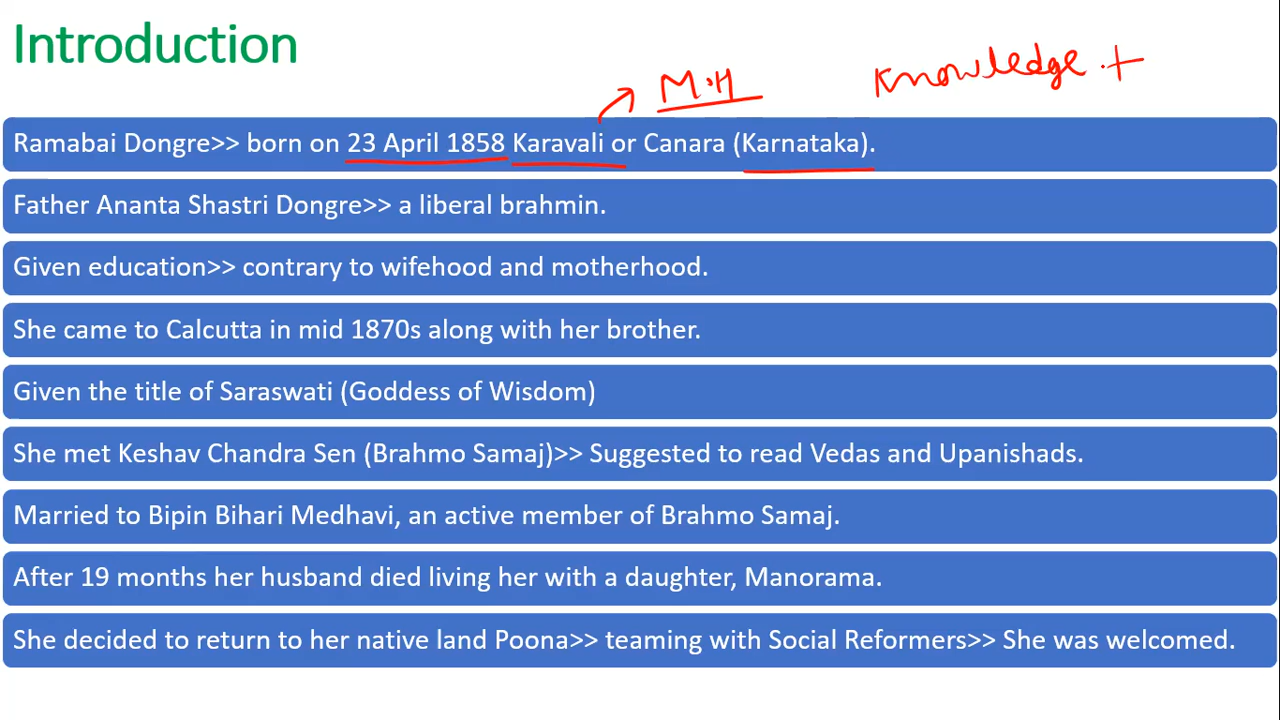 Introduction
M.H
Knowledge +
Ramabai Dongre>> born on 23 April 1858 Karavali or Canara (Karnataka).
Father Ananta Shastri Dongre>> a liberal brahmin.
Given education>> contrary to wifehood and motherhood.
She came to Calcutta in mid 1870s along with her brother.
Given the title of Saraswati (Goddess of Wisdom)
She met Keshav Chandra Sen (Brahmo Samaj)>> Suggested to read Vedas and Upanishads.
Married to Bipin Bihari Medhavi, an active member of Brahmo Samaj.
After 19 months her husband died living her with a daughter, Manorama.
She decided to return to her native land Poona>> teaming with Social Reformers>> She was welcomed.